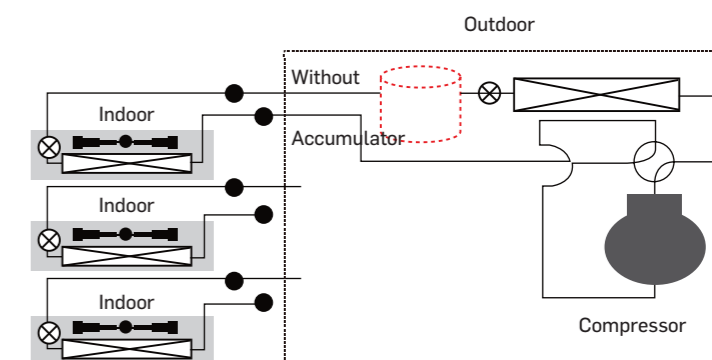 Outdoor
Without
Indoor
Accumulator
Indoor
Indoor
Compressor